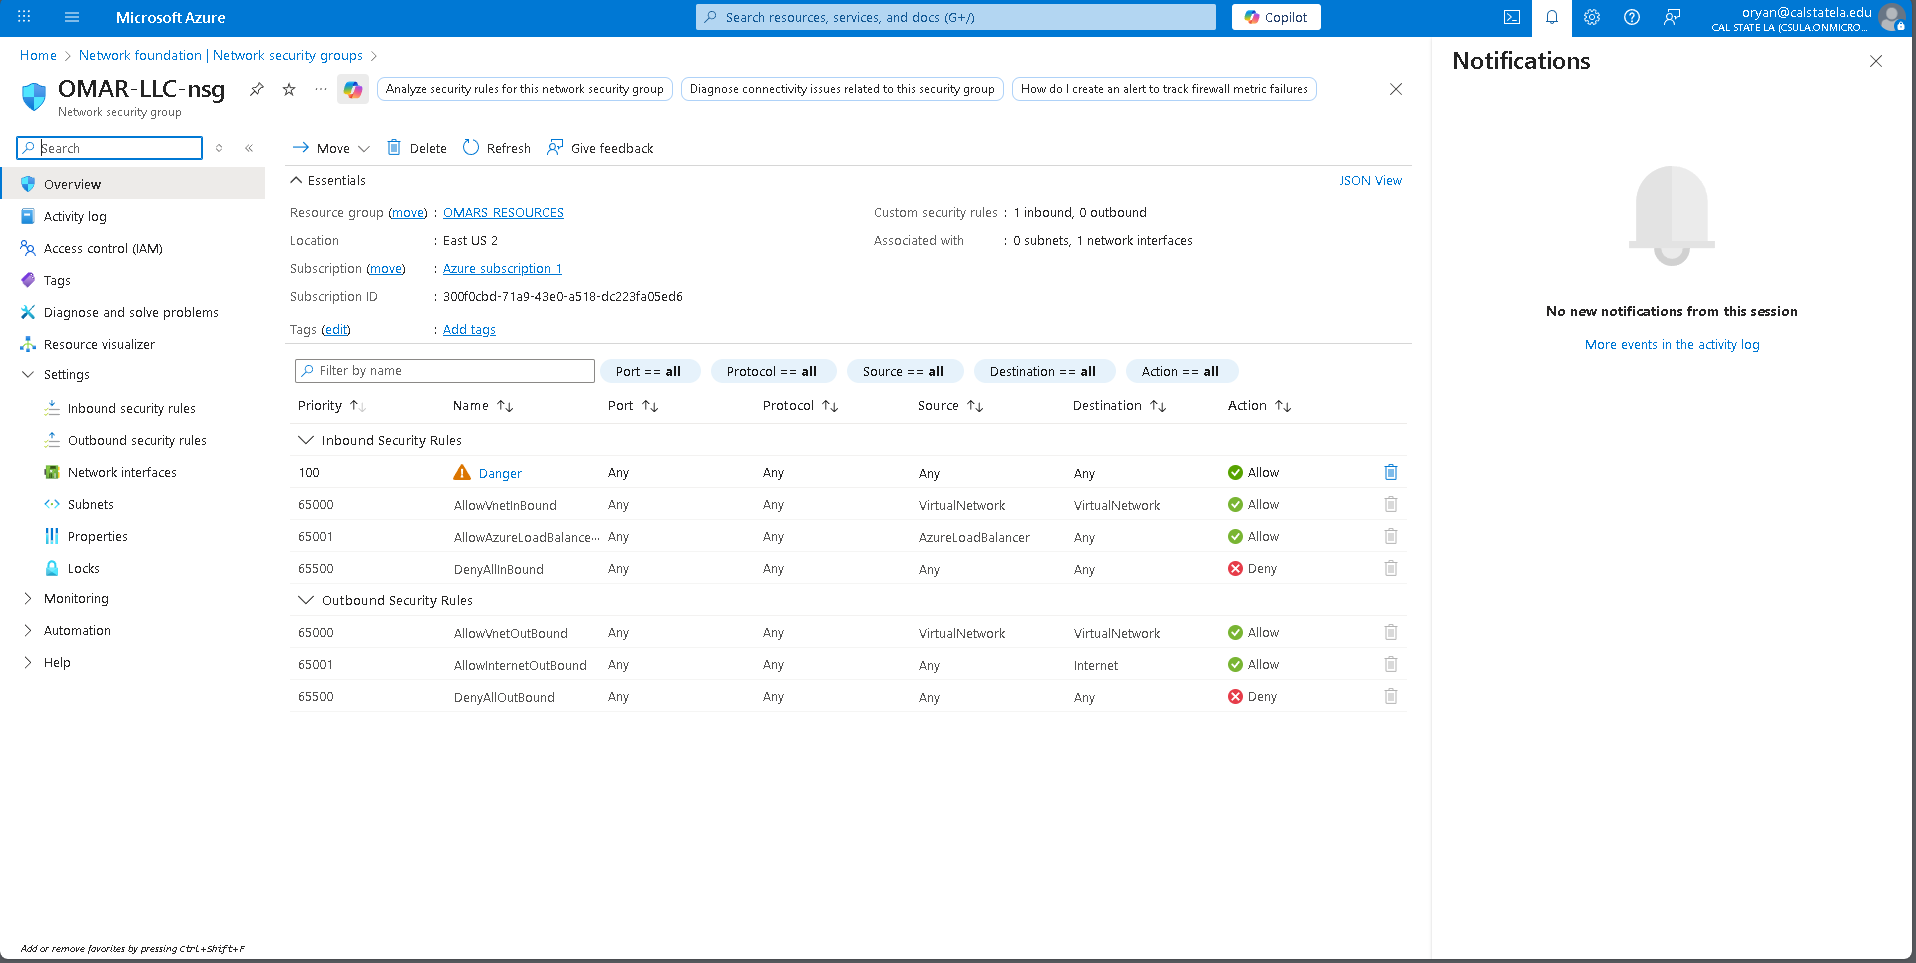 Microsoft Azure
Search resources, services, and docs (G+/)
Copilot
oryan@calstatela.edu
CAL STATE LA (CSULA.ONMICRO...
Home > Network foundation | Network security groups >
OMAR-LLC-nsg
Network security group
Analyze security rules for this network security group
Diagnose connectivity issues related to this security group
How do I create an alert to track firewall metric failures
Search
Overview
Activity log
Access control (IAM)
Tags
Diagnose and solve problems
Resource visualizer
Settings
Inbound security rules
Outbound security rules
Network interfaces
Subnets
Properties
Locks
Monitoring
Automation
Help
Add or remove favorites by pressing Ctrl+Shift+F
Move
Delete
Refresh
Give feedback
Essentials
JSON View
Resource group (move) : OMARS_RESOURCES
Location : East US 2
Subscription (move) : Azure subscription 1
Subscription ID : 300f0cbd-71a9-43e0-a518-dc223fa05ed6
Tags (edit) : Add tags
Custom security rules : 1 inbound, 0 outbound
Associated with : 0 subnets, 1 network interfaces
Filter by name
Port == all
Protocol == all
Source == all
Destination == all
Action == all
Priority Name Port Protocol Source Destination Action
Inbound Security Rules
100 Danger Any Any Any Any Allow
65000 AllowVnetInBound Any Any VirtualNetwork VirtualNetwork Allow
65001 AllowAzureLoadBalance... Any Any AzureLoadBalancer Any Allow
65500 DenyAllInBound Any Any Any Any Deny
Outbound Security Rules
65000 AllowVnetOutBound Any Any VirtualNetwork VirtualNetwork Allow
65001 AllowInternetOutBound Any Any Any Internet Allow
65500 DenyAllOutBound Any Any Any Any Deny
Notifications
No new notifications from this session
More events in the activity log